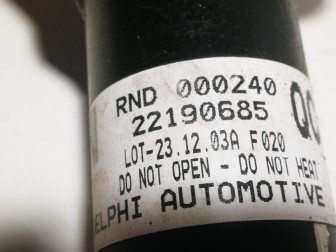 RND 000240
22190685
LOT-23.12.03A F020
DO NOT OPEN - DO NOT HEAT
AUTOMOTIVE